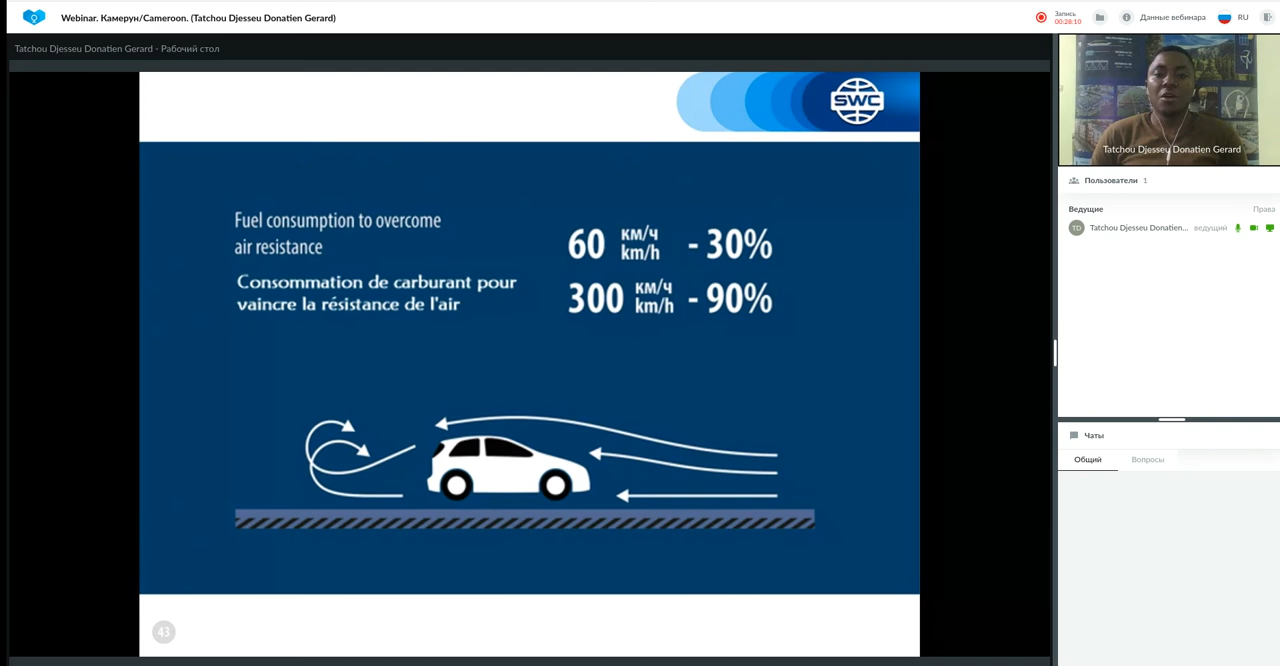 Webinar. Камерун/Cameroon. (Tatchou Djesseu Donatien Gerard)
Запись
00:28:10
Данные вебинара
RU
Tatchou Djesseu Donatien Gerard - Рабочий стол
SWC
Fuel consumption to overcome
air resistance
Consommation de carburant pour
vaincre la résistance de l'air
60 км/ч km/h - 30%
300 км/ч km/h - 90%
43
Tatchou Djesseu Donatien Gerard
Пользователи 1
Ведущие Права
TD Tatchou Djesseu Donatien... ведущий
Чаты
Общий Вопросы